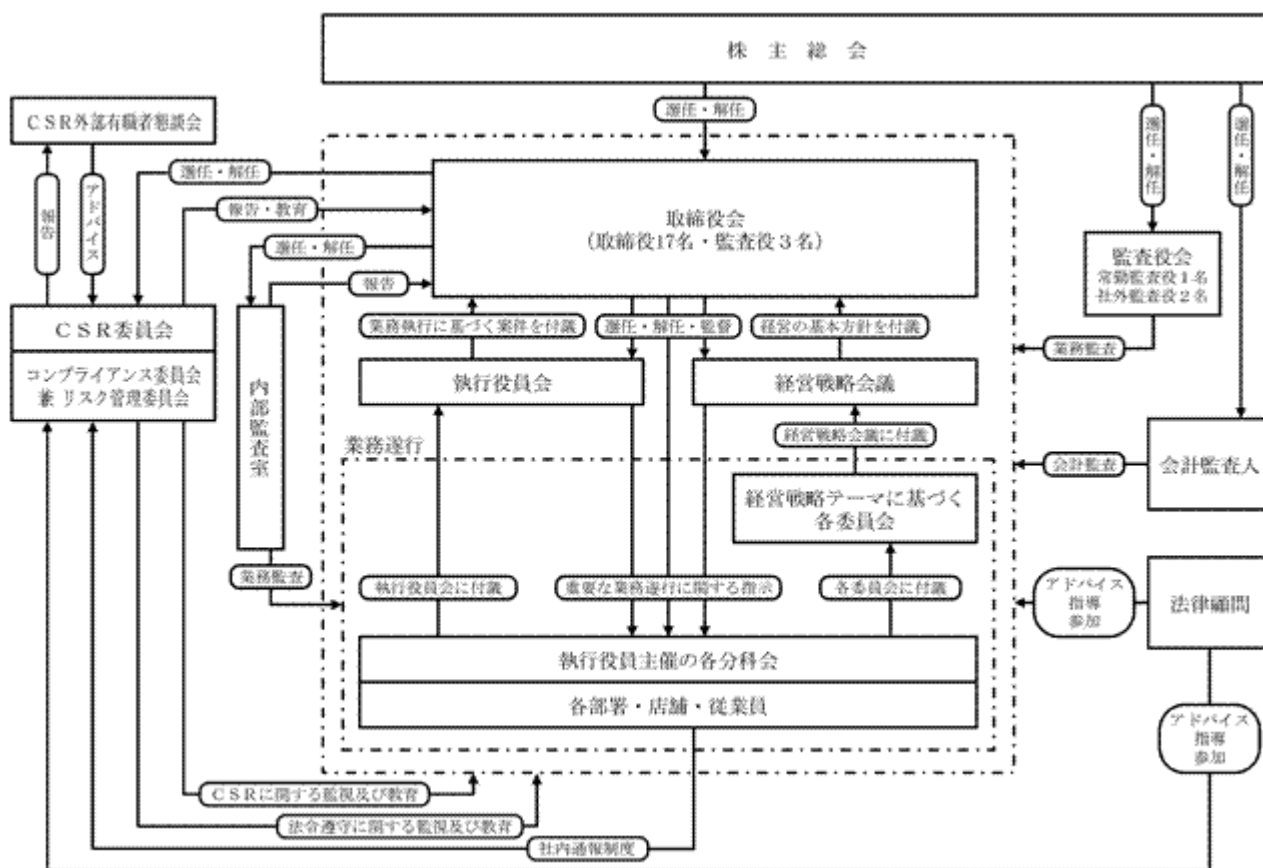 株主総会
選任・解任
選任・解任
選任・解任
CSR外部有識者懇談会
報告
アドバイス
選任・解任
報告・教育
選任・解任
報告
取締役会
(取締役17名・監査役3名)
監査役会
常勤監査役1名
社外監査役2名
業務執行に基づく案件を付議
選任・解任・監督
経営の基本方針を付議
業務監査
CSR委員会
コンプライアンス委員会
兼 リスク管理委員会
内部監査室
執行役員会
経営戦略会議
経営戦略会議に付議
業務遂行
会計監査
会計監査人
経営戦略テーマに基づく
各委員会
業務監査
執行役員会に付議
重要な業務遂行に関する指示
各委員会に付議
アドバイス
指導
参加
法律顧問
執行役員主催の各分科会
各部署・店舗・従業員
アドバイス
指導
参加
CSRに関する監視及び教育
法令遵守に関する監視及び教育
社内通報制度